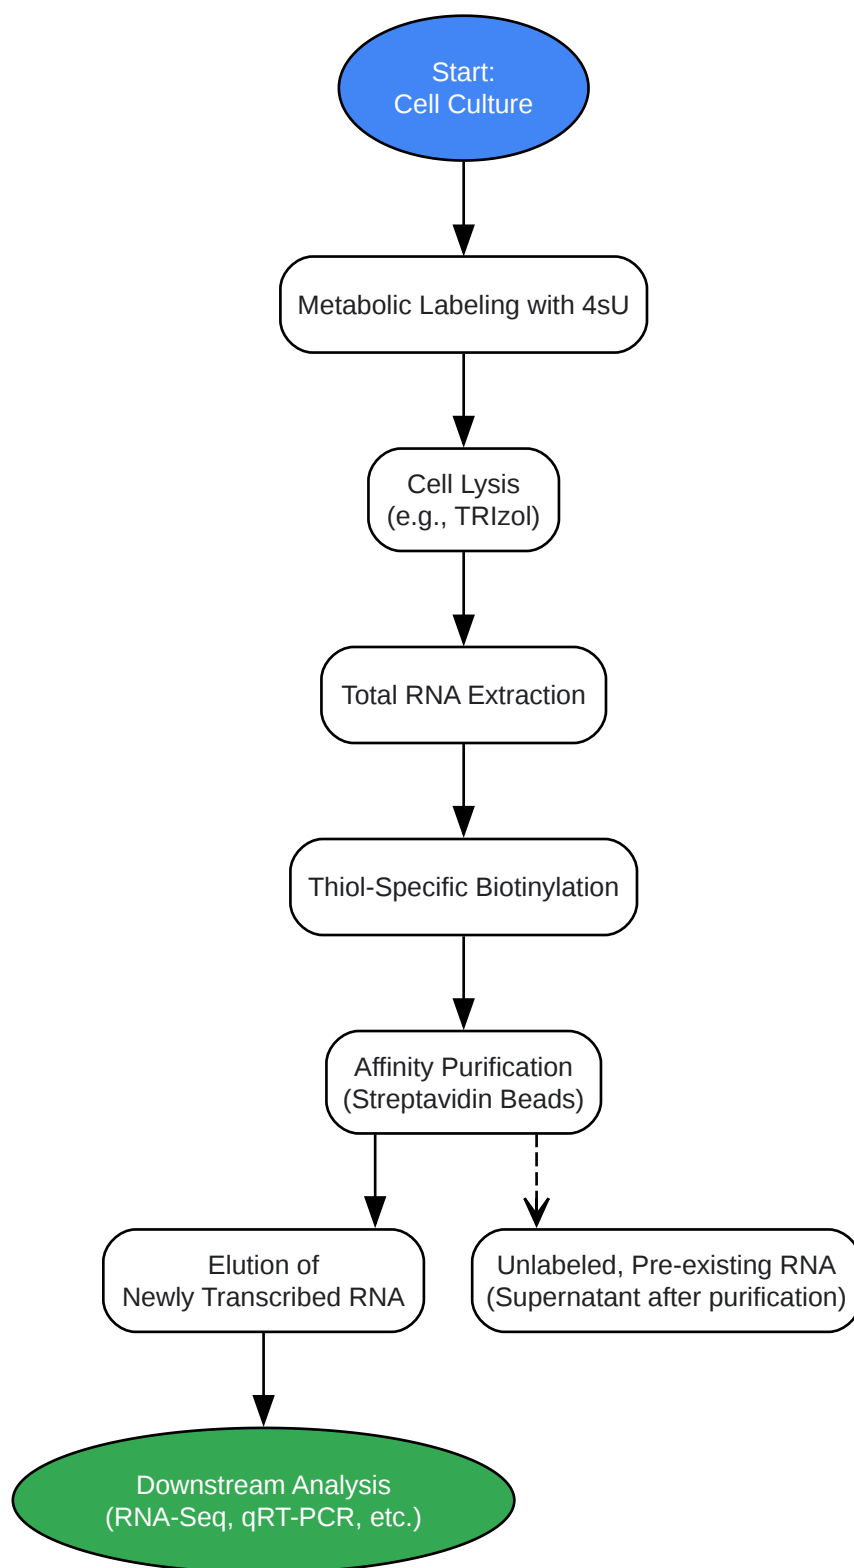 Start:
Cell Culture
Metabolic Labeling with 4sU
Cell Lysis
(e.g., TRIzol)
Total RNA Extraction
Thiol-Specific Biotinylation
Affinity Purification
(Streptavidin Beads)
Elution of
Newly Transcribed RNA
Unlabeled, Pre-existing RNA
(Supernatant after purification)
Downstream Analysis
(RNA-Seq, qRT-PCR, etc.)